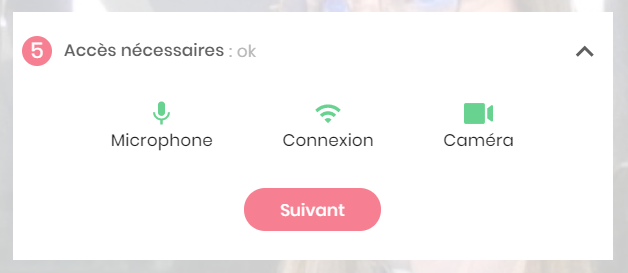 5 Accès nécessaires : ok
Microphone Connexion Caméra
Suivant